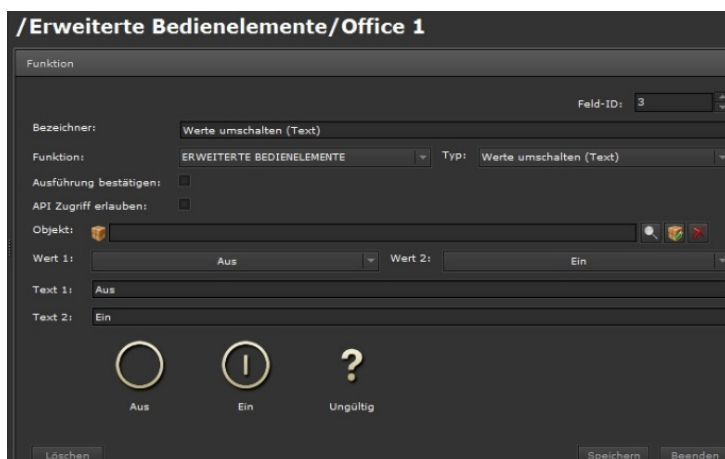 /Erweiterte Bedienelemente/Office 1
Funktion
Feld-ID: 3
Bezeichner: Werte umschalten (Text)
Funktion: ERWEITERTE BEDIENELEMENTE Typ: Werte umschalten (Text)
Ausführung bestätigen:
API Zugriff erlauben:
Objekt:
Wert 1: Aus Wert 2: Ein
Text 1: Aus
Text 2: Ein
Aus Ein Ungültig
Löschen Speichern Beenden